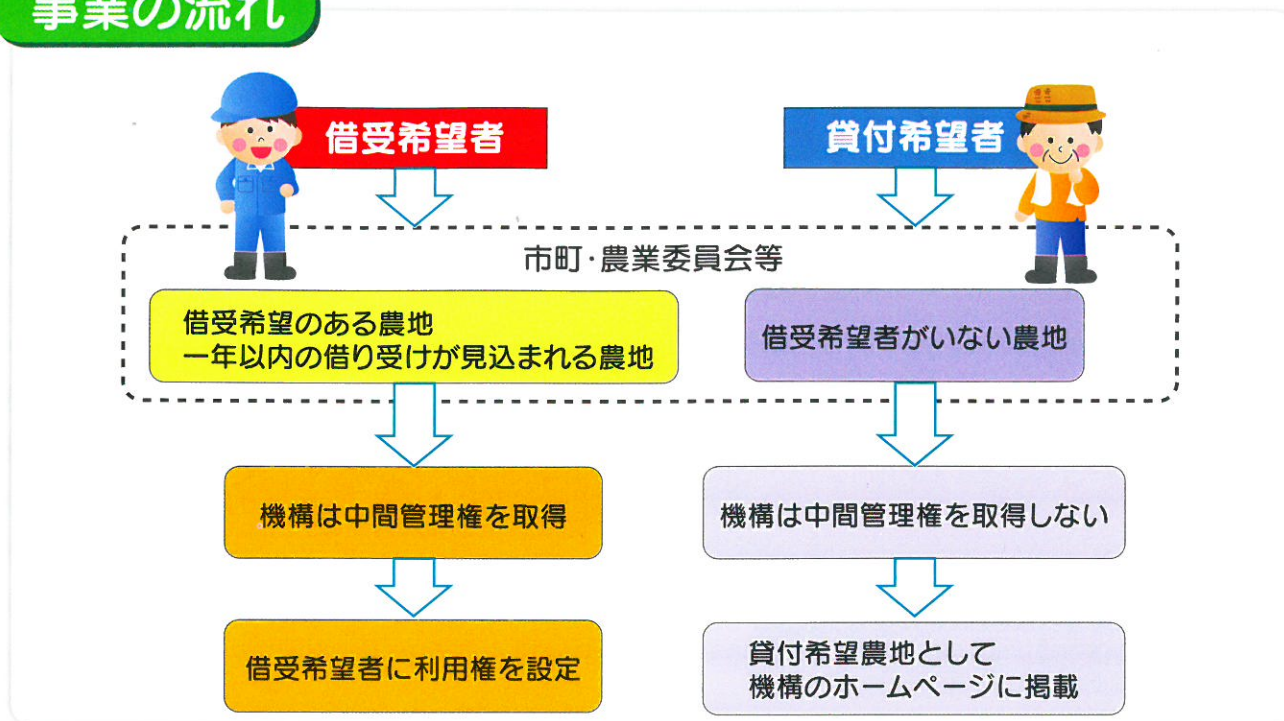 事業の流れ
借受希望者
貸付希望者
市町・農業委員会等
借受希望のある農地
一年以内の借り受けが見込まれる農地
借受希望者がいない農地
機構は中間管理権を取得
機構は中間管理権を取得しない
借受希望者に利用権を設定
貸付希望農地として
機構のホームページに掲載